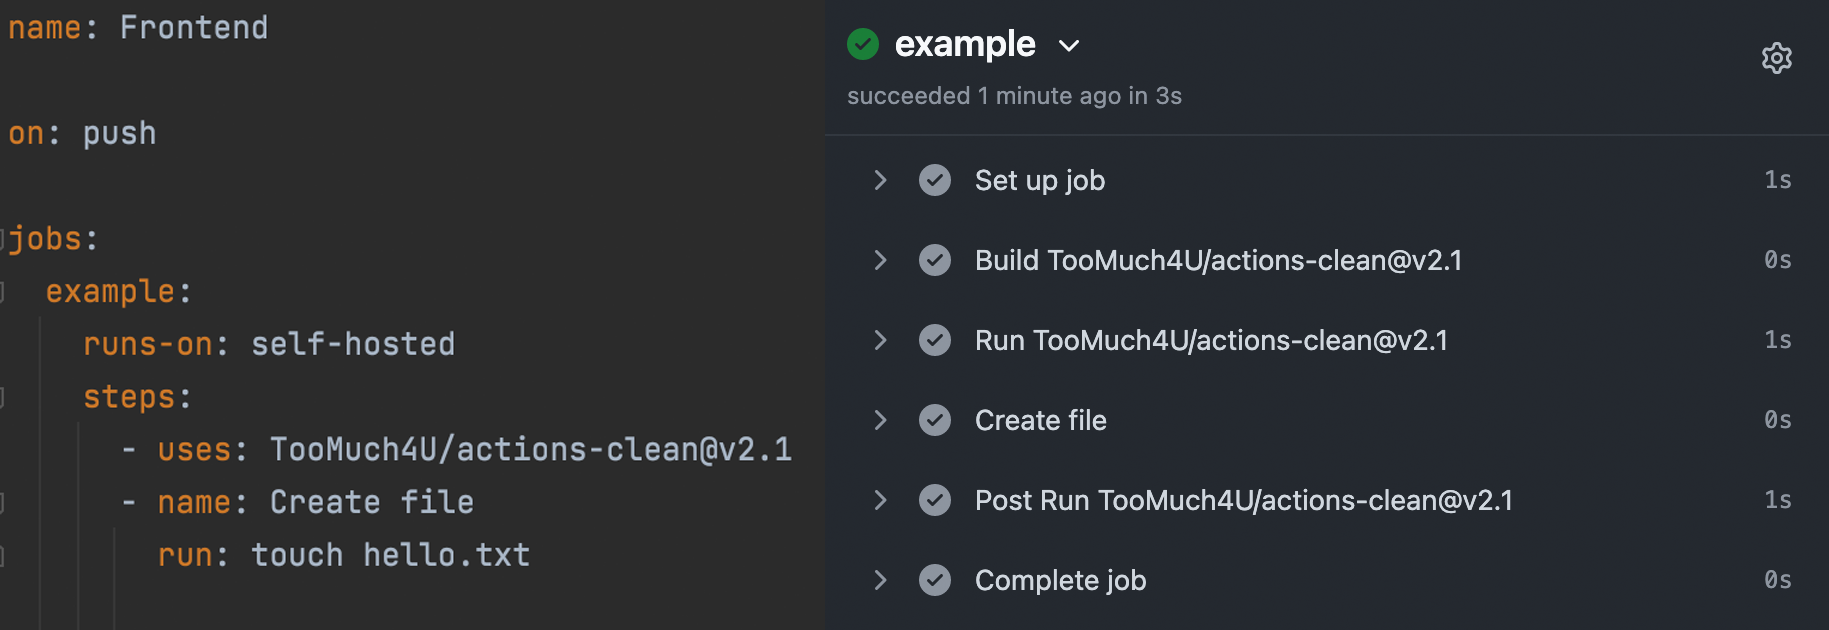 name: Frontend
on: push
jobs:
example:
runs-on: self-hosted
steps:
- uses: TooMuch4U/actions-clean@v2.1
- name: Create file
run: touch hello.txt
example
succeeded 1 minute ago in 3s
Set up job 1s
Build TooMuch4U/actions-clean@v2.1 0s
Run TooMuch4U/actions-clean@v2.1 1s
Create file 0s
Post Run TooMuch4U/actions-clean@v2.1 1s
Complete job 0s